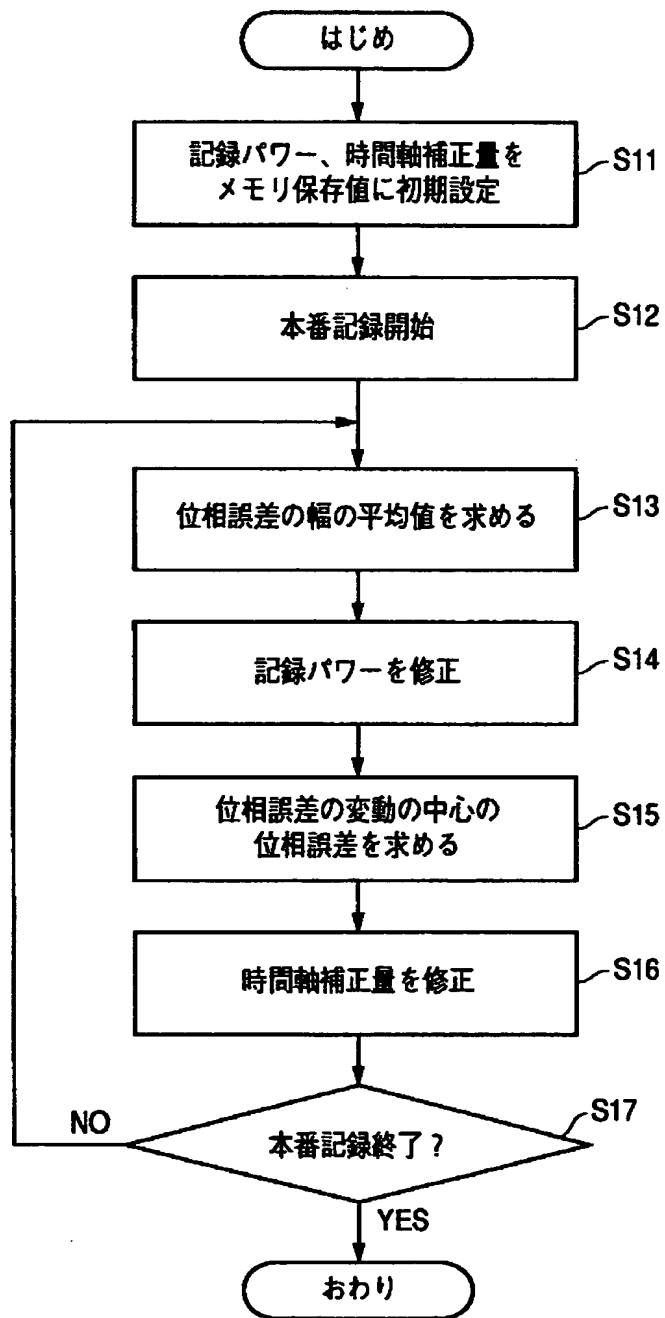 はじめ
記録パワー、時間軸補正量を
メモリ保存値に初期設定
S11
本番記録開始
S12
位相誤差の幅の平均値を求める
S13
記録パワーを修正
S14
位相誤差の変動の中心の
位相誤差を求める
S15
時間軸補正量を修正
S16
本番記録終了?
S17
NO
YES
おわり